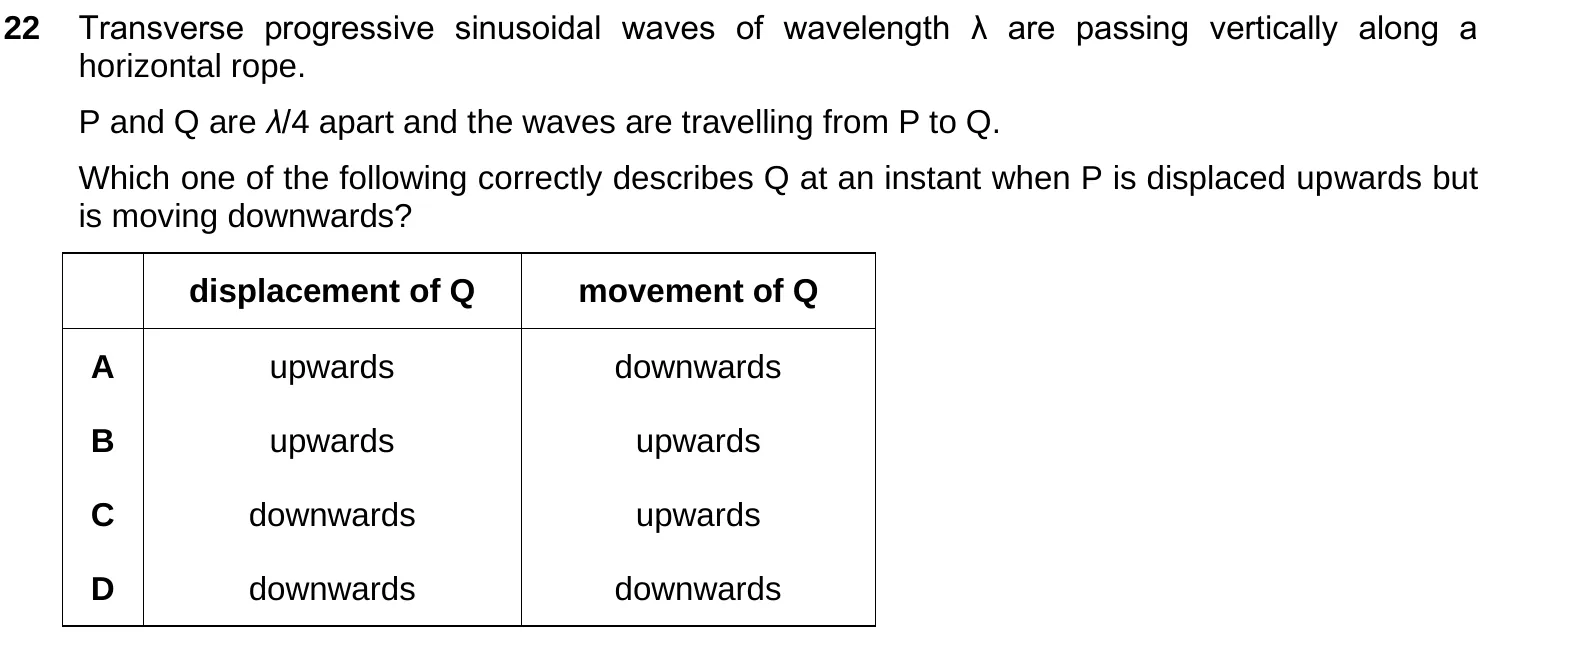 22 Transverse progressive sinusoidal waves of wavelength λ are passing vertically along a
horizontal rope.
P and Q are λ/4 apart and the waves are travelling from P to Q.
Which one of the following correctly describes Q at an instant when P is displaced upwards but
is moving downwards?
displacement of Q movement of Q
A upwards downwards
B upwards upwards
C downwards upwards
D downwards downwards